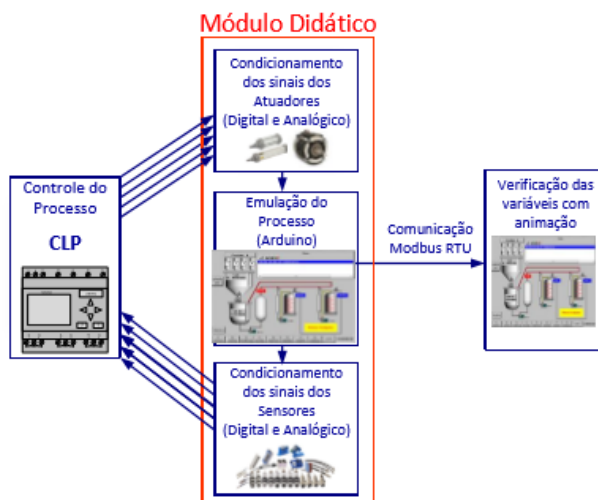 Módulo Didático
Condicionamento
dos sinais dos
Atuadores
(Digital e Analógico)
Controle do
Processo
CLP
Emulação do
Processo
(Arduino)
Comunicação
Modbus RTU
Verificação das
variáveis com
animação
Condicionamento
dos sinais dos
Sensores
(Digital e Analógico)